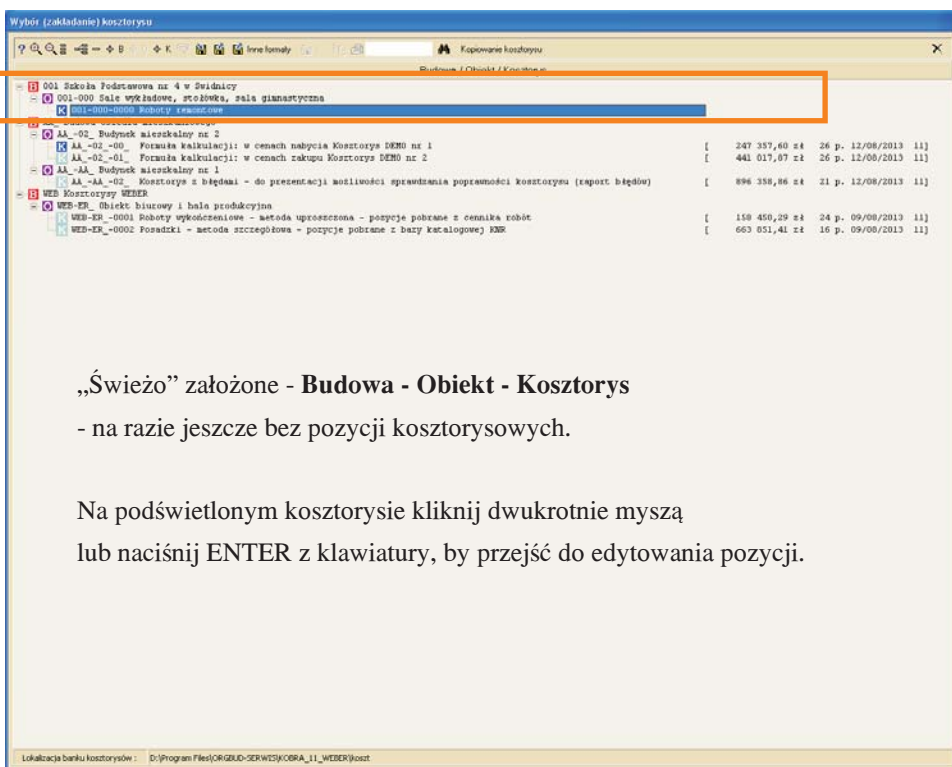 Wybór (zakładanie) kosztorysu
? B K Inne formaty Kopiowanie kosztorysu X
Budowa / Obiekt / Kosztorys
B 001 Szkoła Podstawowa nr 4 w Swidnicy
O 001-000 Sale wykładowe, stołówka, sala gimnastyczna
K 001-000-0000 Roboty remontowe
AA_ Budowa osiedla mieszkaniowego
O AA_-02_ Budynek mieszkalny nr 2
K AA_-02_-00_ Formuła kalkulacji: w cenach nabycia Kosztorys DEMO nr 1 [ 247 357,60 zł 26 p. 12/08/2013 11]
K AA_-02_-01_ Formuła kalkulacji: w cenach zakupu Kosztorys DEMO nr 2 [ 441 017,07 zł 26 p. 12/08/2013 11]
O AA_-AA_ Budynek mieszkalny nr 1
K AA_-AA_-02_ Kosztorys z błędami - do prezentacji możliwości sprawdzania poprawności kosztorysu (raport błędów) [ 896 358,86 zł 21 p. 12/08/2013 11]
B WEB Kosztorysy WEBER
O WEB-ER_ Obiekt biurowy i hala produkcyjna
K WEB-ER_-0001 Roboty wykończeniowe - metoda uproszczona - pozycje pobrane z cennika robót [ 158 450,29 zł 24 p. 09/08/2013 11]
K WEB-ER_-0002 Posadzki - metoda szczegółowa - pozycje pobrane z bazy katalogowej KNR [ 663 851,41 zł 16 p. 09/08/2013 11]
„Świeżo” założone - Budowa - Obiekt - Kosztorys
- na razie jeszcze bez pozycji kosztorysowych.
Na podświetlonym kosztorysie kliknij dwukrotnie myszą
lub naciśnij ENTER z klawiatury, by przejść do edytowania pozycji.
Lokalizacja banku kosztorysów : D:\Program Files\ORGBUD-SERWIS\KOBRA_11_WEBER\koszt